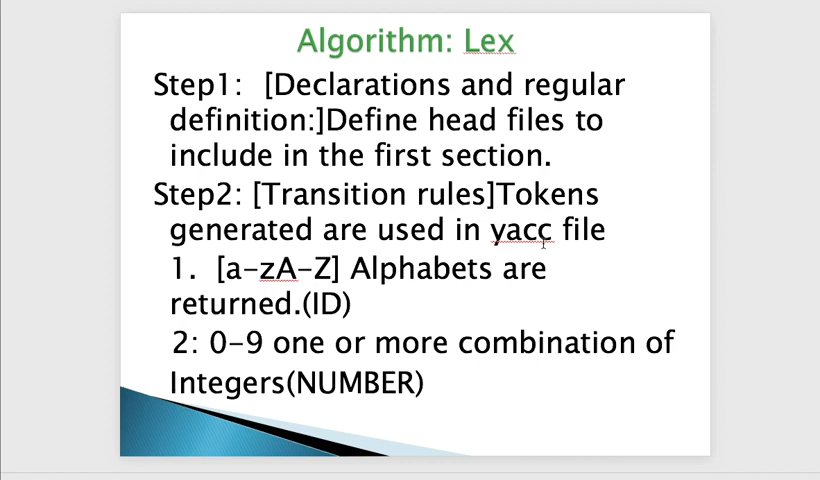 Algorithm: Lex
Step1:  [Declarations and regular
definition:]Define head files to
include in the first section.
Step2: [Transition rules]Tokens
generated are used in yacc file
1.  [a-zA-Z] Alphabets are
returned.(ID)
2: 0-9 one or more combination of
Integers(NUMBER)